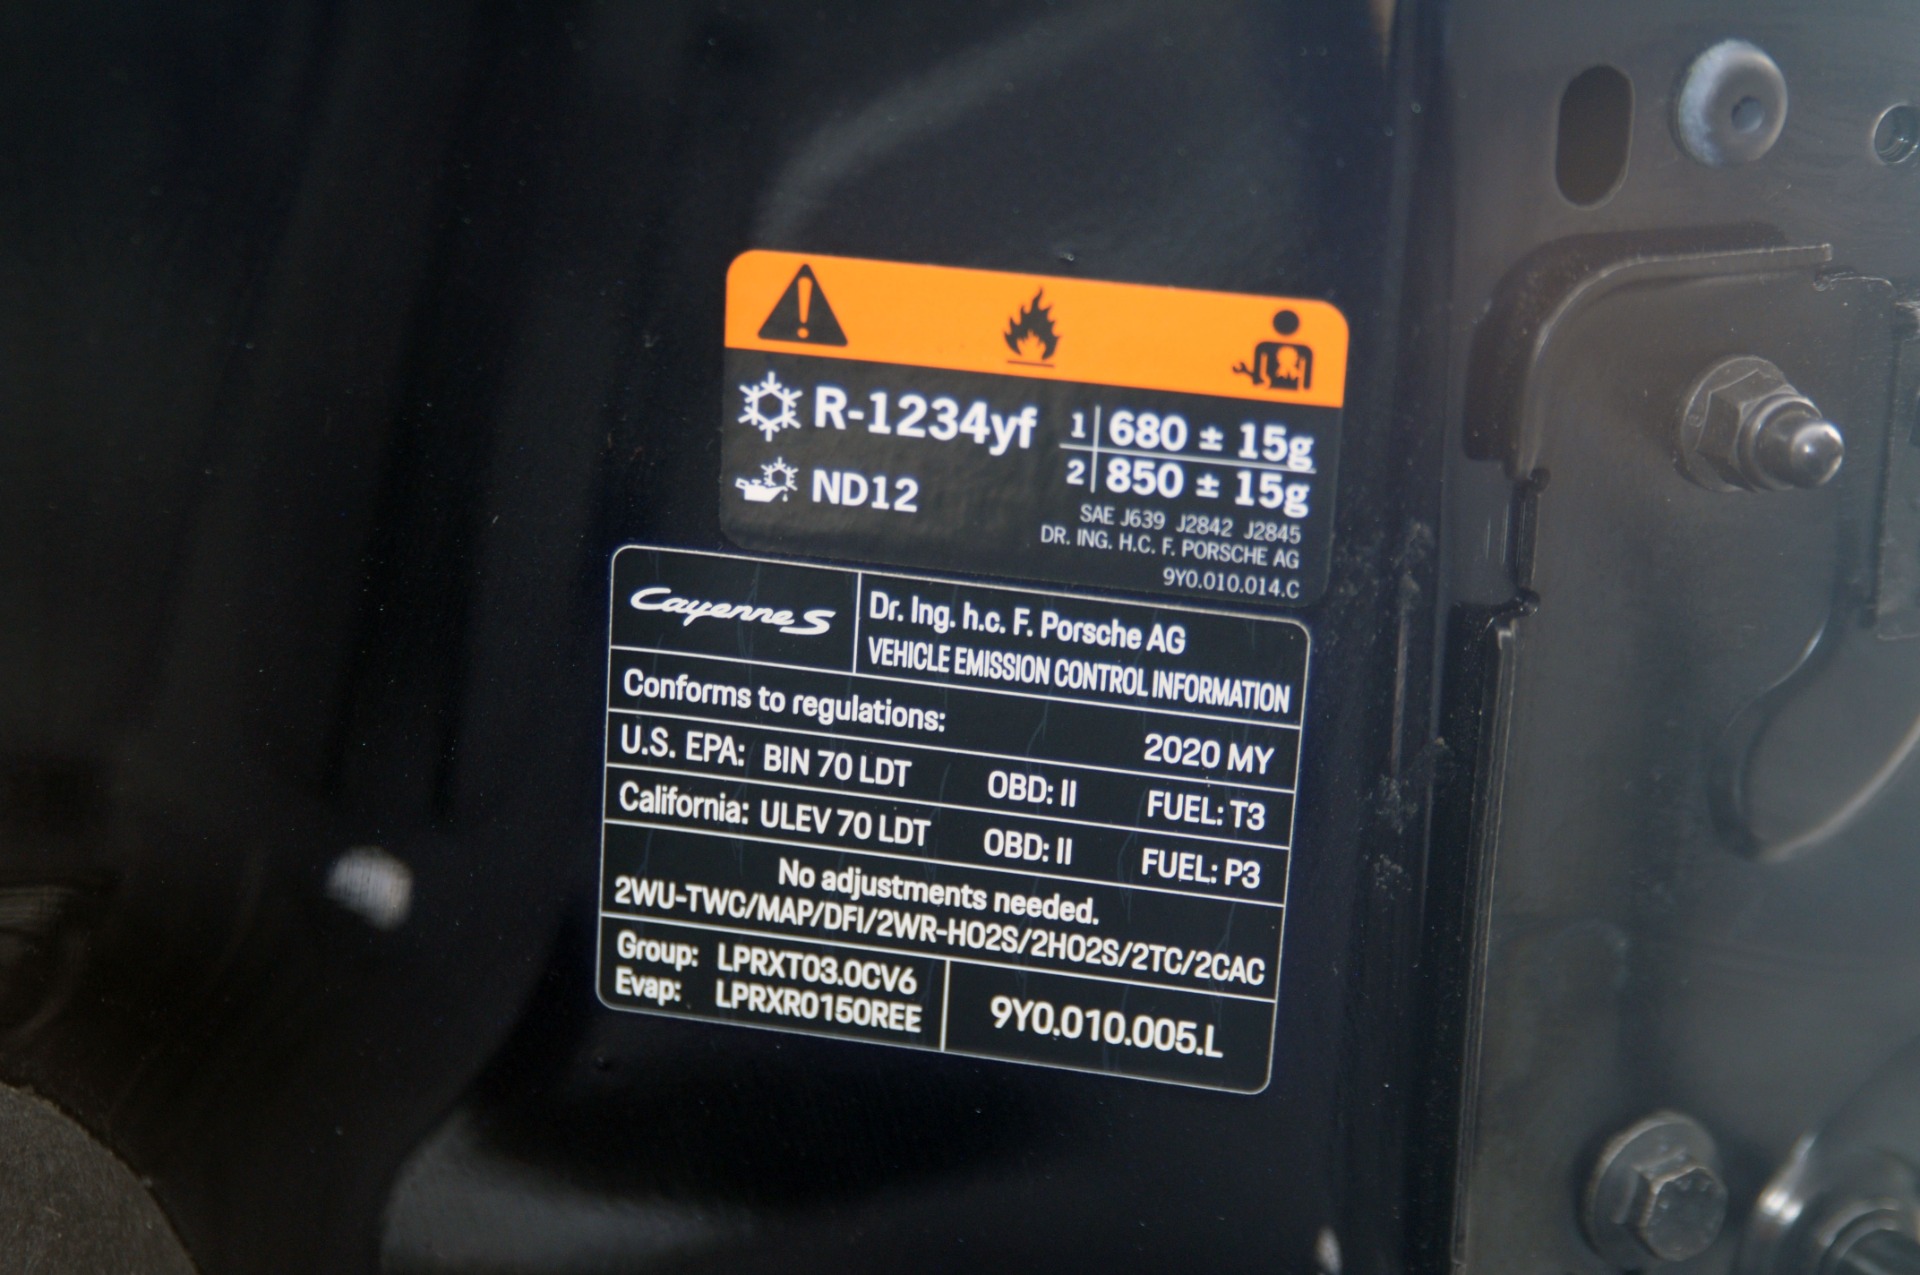 R-1234yf 1 680 ± 15g
2 850 ± 15g
ND12
SAE J639 J2842 J2845
DR. ING. H.C. F. PORSCHE AG
9Y0.010.014.C
Cayenne S
Dr. Ing. h.c. F. Porsche AG
VEHICLE EMISSION CONTROL INFORMATION
Conforms to regulations: 2020 MY
U.S. EPA: BIN 70 LDT OBD: II FUEL: T3
California: ULEV 70 LDT OBD: II FUEL: P3
No adjustments needed.
2WU-TWC/MAP/DFI/2WR-HO2S/2HO2S/2TC/2CAC
Group: LPRXT03.0CV6
Evap: LPRXR0150REE
9Y0.010.005.L